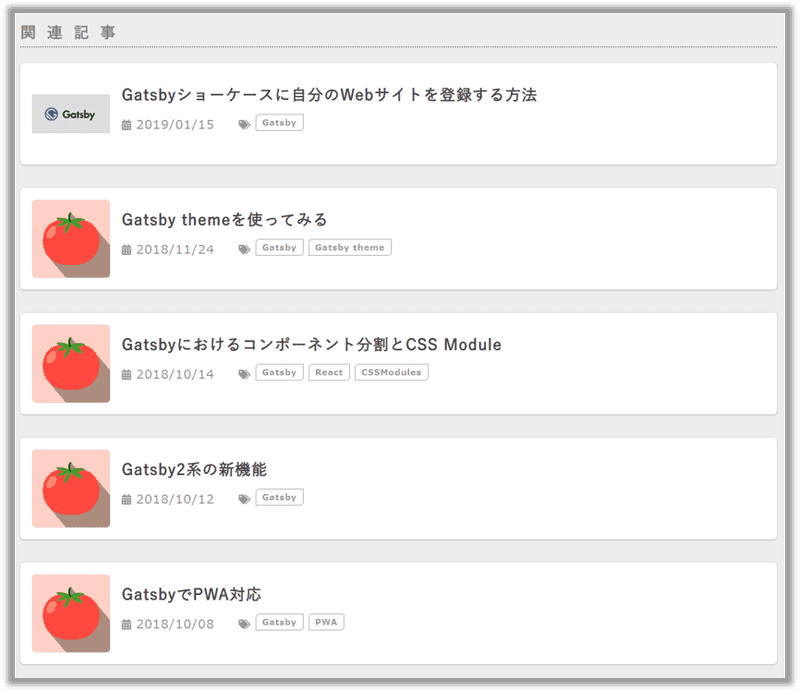 関連記事
Gatsby
Gatsbyショーケースに自分のWebサイトを登録する方法
2019/01/15 Gatsby
Gatsby themeを使ってみる
2018/11/24 Gatsby Gatsby theme
GatsbyにおけるコンポーネントとCSS Module
2018/10/14 Gatsby React CSSModules
Gatsby2系の新機能
2018/10/12 Gatsby
GatsbyでPWA対応
2018/10/08 Gatsby PWA